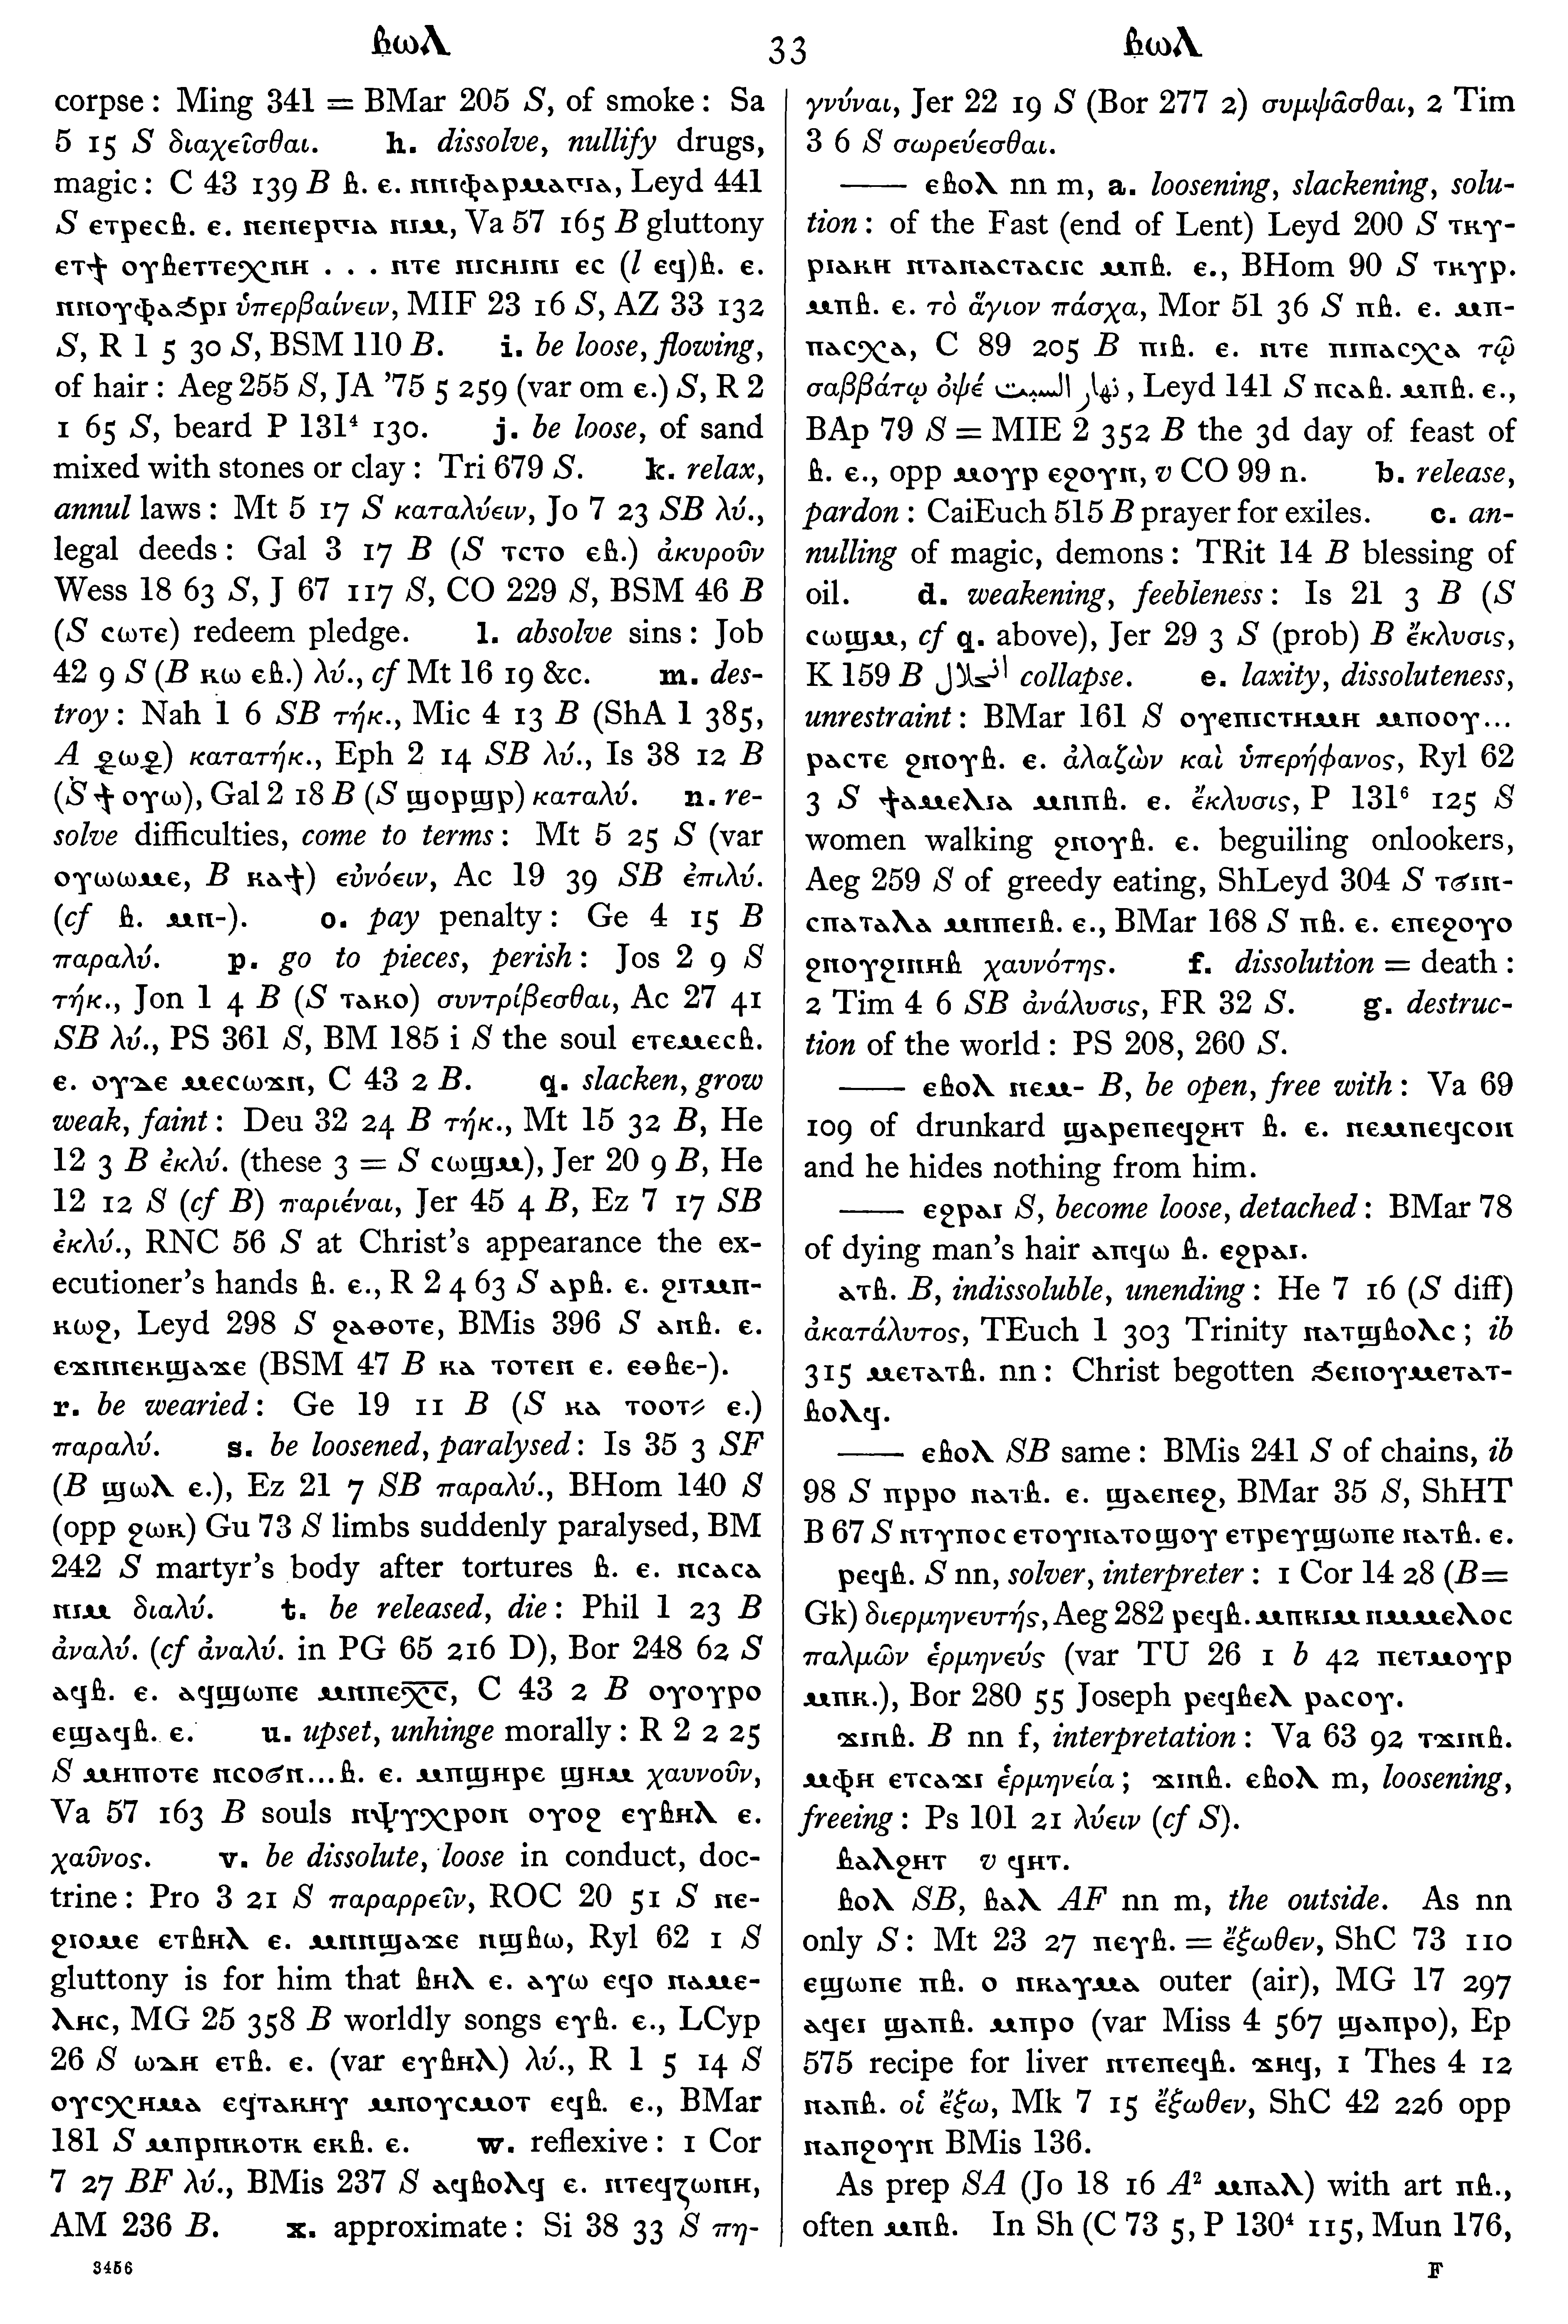 ⲃⲱⲗ 33 ⲃⲱⲗ
corpse : Ming 341 = BMar 205 S, of smoke : Sa
5 15 S διαχεῖσθαι. h. dissolve, nullify drugs,
magic : C 43 139 B ⲃ. ⲉ. ⲛⲛⲓⲫⲁⲣⲙⲁⲅⲓⲁ, Leyd 441
S ⲉⲧⲣⲉⲥⲃ. ⲉ. ⲛⲉⲛⲉⲣⲅⲓⲁ ⲛⲓⲙ, Va 57 165 B gluttony
ⲉⲧϯ ⲟⲩⲃⲉⲧⲧⲉⲭⲛⲏ . . . ⲛⲧⲉ ⲛⲓⲥⲛⲓⲛⲓ ⲉⲥ (l ⲉϥ)ⲃ. ⲉ.
ⲛⲛⲟⲩⲫⲁϧⲣⲓ ὑπερβαίνειν, MIF 23 16 S, AZ 33 132
S, R 1 5 30 S, BSM 110 B. i. be loose, flowing,
of hair : Aeg 255 S, JA ’75 5 259 (var om ⲉ.) S, R 2
1 65 S, beard P 131⁴ 130. j. be loose, of sand
mixed with stones or clay : Tri 679 S. k. relax,
annul laws : Mt 5 17 S καταλύειν, Jo 7 23 SB λύ.,
legal deeds : Gal 3 17 B (S ⲧⲥⲧⲟ ⲉⲃ.) ἀκυροῦν
Wess 18 63 S, J 67 117 S, CO 229 S, BSM 46 B
(S ⲥⲱⲧⲉ) redeem pledge. l. absolve sins : Job
42 9 S (B ⲕⲱ ⲉⲃ.) λύ., cf Mt 16 19 &c. m. des-
troy : Nah 1 6 SB τήκ., Mic 4 13 B (ShA 1 385,
A ϩⲱϩ) κατατήκ., Eph 2 14 SB λύ., Is 38 12 B
(S ϯ ⲟⲩⲱ), Gal 2 18 B (S ϣⲟⲣϣⲣ) καταλύ. n. re-
solve difficulties, come to terms : Mt 5 25 S (var
ⲟⲩⲱⲱⲙⲉ, B ⲕⲁϯ) εὐνόειν, Ac 19 39 SB ἐπιλύ.
(cf ⲃ. ⲙⲛ-). o. pay penalty : Ge 4 15 B
παραλύ. p. go to pieces, perish : Jos 2 9 S
τήκ., Jon 1 4 B (S ⲧⲁⲕⲟ) συντρίβεσθαι, Ac 27 41
SB λύ., PS 361 S, BM 185 i S the soul ⲉⲧⲉⲙⲉⲥⲃ.
ⲉ. ⲟⲩⲇⲉ ⲙⲉⲥⲱϫⲛ, C 43 2 B. q. slacken, grow
weak, faint : Deu 32 24 B τήκ., Mt 15 32 B, He
12 3 B ἐκλύ. (these 3 = S ⲥⲱϣⲙ), Jer 20 9 B, He
12 12 S (cf B) παριέναι, Jer 45 4 B, Ez 7 17 SB
ἐκλύ., RNC 56 S at Christ’s appearance the ex-
ecutioner’s hands ⲃ. ⲉ., R 2 4 63 S ⲁⲣⲃ. ⲉ. ϩⲓⲧⲙⲡ-
ⲕⲱϩ, Leyd 298 S ϩⲁⲑⲟⲧⲉ, BMis 396 S ⲁⲛⲃ. ⲉ.
ⲉϫⲛⲛⲉⲕϣⲁϫⲉ (BSM 47 B ⲕⲁ ⲧⲟⲧⲉⲛ ⲉ. ⲉⲑⲃⲉ-).
r. be wearied : Ge 19 11 B (S ⲕⲁ ⲧⲟⲟⲧ⸗ ⲉ.)
παραλύ. s. be loosened, paralysed : Is 35 3 SF
(B ϣⲱⲗ ⲉ.), Ez 21 7 SB παραλύ., BHom 140 S
(opp ϩⲱⲕ) Gu 73 S limbs suddenly paralysed, BM
242 S martyr’s body after tortures ⲃ. ⲉ. ⲛⲥⲁⲥⲁ
ⲛⲓⲙ διαλύ. t. be released, die : Phil 1 23 B
ἀναλύ. (cf ἀναλύ. in PG 65 216 D), Bor 248 62 S
ⲁϥⲃ. ⲉ. ⲁϥϣⲱⲡⲉ ⲙⲛⲡⲉⲭ̅ⲥ̅, C 43 2 B ⲟⲩⲟⲩⲣⲟ
ⲉϣⲁϥⲃ. ⲉ. u. upset, unhinge morally : R 2 2 25
S ⲙⲏⲡⲟⲧⲉ ⲛⲥⲟϭⲛ...ⲃ. ⲉ. ⲙⲡϣⲏⲣⲉ ϣⲏⲙ χαυνοῦν,
Va 57 163 B souls ⲙⲯⲩⲭⲣⲟⲛ ⲟⲩⲟϩ ⲉⲩⲃⲏⲗ ⲉ.
χαῦνος. v. be dissolute, loose in conduct, doc-
trine : Pro 3 21 S παραρρεῖν, ROC 20 51 S ⲛⲉ-
ϩⲓⲟⲙⲉ ⲉⲧⲃⲏⲗ ⲉ. ⲙⲛⲛϣⲁϫⲉ ⲛϣⲃⲱ, Ryl 62 1 S
gluttony is for him that ⲃⲏⲗ ⲉ. ⲁⲩⲱ ⲉϥⲟ ⲛⲁⲙⲉ-
ⲗⲏⲥ, MG 25 358 B worldly songs ⲉⲩⲃ. ⲉ., LCyp
26 S ⲱⲇⲏ ⲉⲧⲃ. ⲉ. (var ⲉⲩⲃⲏⲗ) λύ., R 1 5 14 S
ⲟⲩⲥⲭⲏⲙⲁ ⲉϥⲧⲁⲕⲏⲩ ⲙⲛⲟⲩⲥⲙⲟⲧ ⲉϥⲃ. ⲉ., BMar
181 S ⲙⲡⲣⲛⲕⲟⲧⲕ ⲉⲕⲃ. ⲉ. w. reflexive : 1 Cor
7 27 BF λύ., BMis 237 S ⲁϥⲃⲟⲗϥ ⲉ. ⲛⲧⲉϥⲍⲱⲛⲏ,
AM 236 B. x. approximate : Si 38 33 S πη-
3456
γνύναι, Jer 22 19 S (Bor 277 2) συμψᾶσθαι, 2 Tim
3 6 S σωρεύεσθαι.
—— ⲉⲃⲟⲗ nn m, a. loosening, slackening, solu-
tion : of the Fast (end of Lent) Leyd 200 S ⲧⲕⲩ-
ⲣⲓⲁⲕⲏ ⲛⲧⲁⲛⲁⲥⲧⲁⲥⲓⲥ ⲙⲡⲃ. ⲉ., BHom 90 S ⲧⲕⲩⲣ.
ⲙⲡⲃ. ⲉ. τὸ ἅγιον πάσχα, Mor 51 36 S ⲡⲃ. ⲉ. ⲙⲡ-
ⲡⲁⲥⲭⲁ, C 89 205 B ⲡⲓⲃ. ⲉ. ⲛⲧⲉ ⲡⲓⲡⲁⲥⲭⲁ τῷ
σαββάτῳ ὀψέ نهار السبت, Leyd 141 S ⲡⲥⲁⲃ. ⲙⲡⲃ. ⲉ.,
BAp 79 S = MIE 2 352 B the 3d day of feast of
ⲃ. ⲉ., opp ⲙⲟⲩⲣ ⲉϩⲟⲩⲛ, v CO 99 n. b. release,
pardon : CaiEuch 515 B prayer for exiles. c. an-
nulling of magic, demons : TRit 14 B blessing of
oil. d. weakening, feebleness : Is 21 3 B (S
ⲥⲱϣⲙ, cf q. above), Jer 29 3 S (prob) B ἔκλυσις,
K 159 B انحلال collapse. e. laxity, dissoluteness,
unrestraint : BMar 161 S ⲟⲩⲉⲡⲓⲥⲧⲏⲙⲏ ⲙⲡⲟⲟⲩ...
ⲣⲁⲥⲧⲉ ϩⲛⲟⲩⲃ. ⲉ. ἀλαζὼν καὶ ὑπερήφανος, Ryl 62
3 S ϯⲁⲙⲉⲗⲓⲁ ⲙⲛⲡⲃ. ⲉ. ἔκλυσις, P 131⁶ 125 S
women walking ϩⲛⲟⲩⲃ. ⲉ. beguiling onlookers,
Aeg 259 S of greedy eating, ShLeyd 304 S ⲧϭⲓⲛ-
ⲥⲡⲁⲧⲁⲗⲁ ⲙⲛⲡⲉⲓⲃ. ⲉ., BMar 168 S ⲡⲃ. ⲉ. ⲉⲡⲉϩⲟⲩⲟ
ϩⲛⲟⲩϩⲓⲛⲏⲃ χαυνότης. f. dissolution = death :
2 Tim 4 6 SB ἀνάλυσις, FR 32 S. g. destruc-
tion of the world : PS 208, 260 S.
—— ⲉⲃⲟⲗ ⲛⲉⲙ- B, be open, free with : Va 69
109 of drunkard ϣⲁⲣⲉⲡⲉϥϩⲏⲧ ⲃ. ⲉ. ⲛⲉⲙⲡⲉϥⲥⲟⲛ
and he hides nothing from him.
—— ⲉϩⲣⲁⲓ S, become loose, detached : BMar 78
of dying man’s hair ⲁⲡϥⲱ ⲃ. ⲉϩⲣⲁⲓ.
ⲁⲧⲃ. B, indissoluble, unending : He 7 16 (S diff)
ἀκατάλυτος, TEuch 1 303 Trinity ⲛⲁⲧϣⲃⲟⲗⲥ ; ib
315 ⲙⲉⲧⲁⲧⲃ. nn : Christ begotten ϧⲉⲛⲟⲩⲙⲉⲧⲁⲧ-
ⲃⲟⲗϥ.
—— ⲉⲃⲟⲗ SB same : BMis 241 S of chains, ib
98 S ⲡⲣⲣⲟ ⲛⲁⲧⲃ. ⲉ. ϣⲁⲉⲛⲉϩ, BMar 35 S, ShHT
B 67 S ⲛⲧⲩⲡⲟⲥ ⲉⲧⲟⲩⲛⲁⲧⲟϣⲟⲩ ⲉⲧⲣⲉⲩϣⲱⲡⲉ ⲛⲁⲧⲃ. ⲉ.
ⲣⲉϥⲃ. S nn, solver, interpreter : 1 Cor 14 28 (B=
Gk) διερμηνευτής, Aeg 282 ⲣⲉϥⲃ. ⲙⲡⲕⲓⲙ ⲛⲙⲙⲉⲗⲟⲥ
παλμῶν ἑρμηνεύς (var TU 26 1 b 42 ⲡⲉⲧⲙⲟⲩⲣ
ⲙⲡⲕ.), Bor 280 55 Joseph ⲣⲉϥⲃⲉⲗ ⲣⲁⲥⲟⲩ.
ϫⲓⲛⲃ. B nn f, interpretation : Va 63 92 ⲧϫⲓⲛⲃ.
ⲙⲫⲏ ⲉⲧⲥⲁϫⲓ ἑρμηνεία ; ϫⲓⲛⲃ. ⲉⲃⲟⲗ m, loosening,
freeing : Ps 101 21 λύειν (cf S).
ⲃⲁⲗϩⲏⲧ v ϥⲏⲧ.
ⲃⲟⲗ SB, ⲃⲁⲗ AF nn m, the outside. As nn
only S : Mt 23 27 ⲡⲉⲩⲃ. = ἔξωθεν, ShC 73 110
ⲉϣⲱⲡⲉ ⲡⲃ. ⲟ ⲛⲕⲁⲩⲙⲁ outer (air), MG 17 297
ⲁϥⲉⲓ ϣⲁⲡⲃ. ⲙⲡⲣⲟ (var Miss 4 567 ϣⲁⲡⲣⲟ), Ep
575 recipe for liver ⲛⲧⲉⲡⲉϥⲃ. ϫⲏϥ, 1 Thes 4 12
ⲛⲁⲡⲃ. οἱ ἔξω, Mk 7 15 ἔξωθεν, ShC 42 226 opp
ⲛⲁⲡϩⲟⲩⲛ BMis 136.
As prep SA (Jo 18 16 A² ⲙⲡⲁⲗ) with art ⲡⲃ.,
often ⲙⲡⲃ. In Sh (C 73 5, P 130⁴ 115, Mun 176,
F